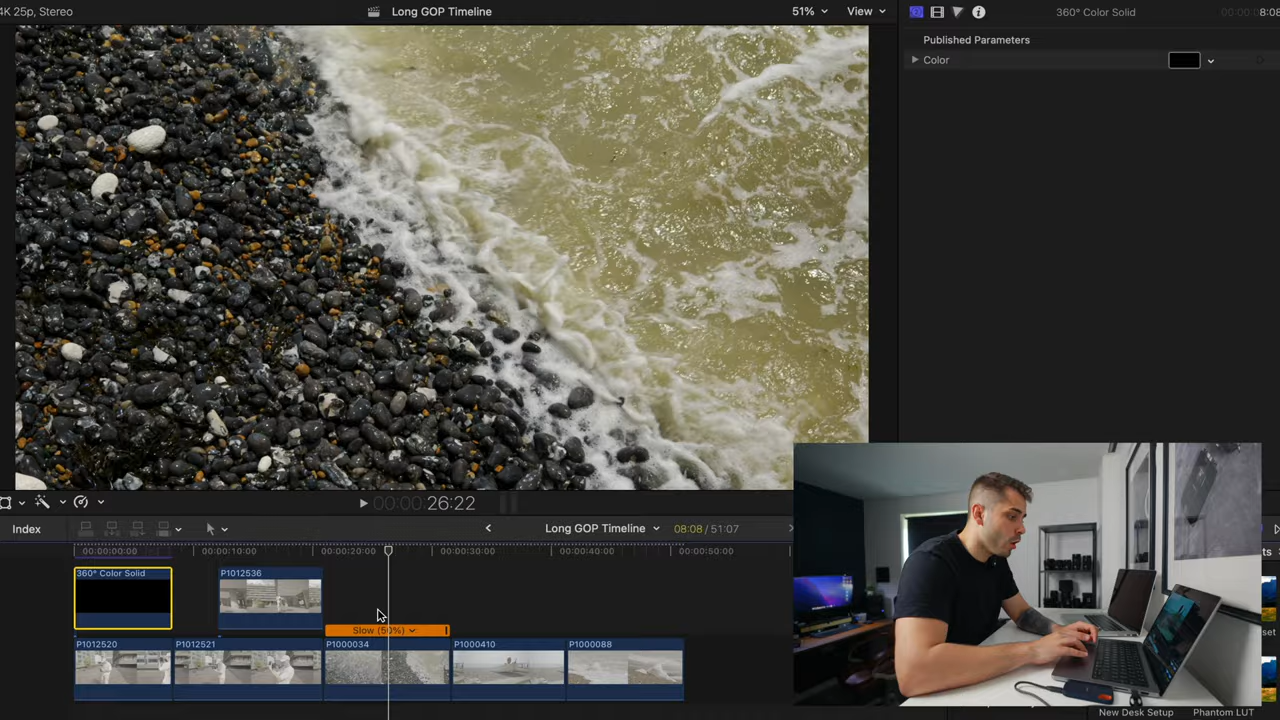 4K 25p, Stereo
Long GOP Timeline
51%
View
360° Color Solid
8:08
Published Parameters
Color
00:00:26:22
Index
Long GOP Timeline
08:08 / 51:07
00:00:00:00
00:00:10:00
00:00:20:00
00:00:30:00
00:00:40:00
00:00:50:00
360° Color Solid
P1012536
Slow (50%)
P1012520
P1012521
P1000034
P1000410
P1000088
New Desk Setup
Phantom LUT